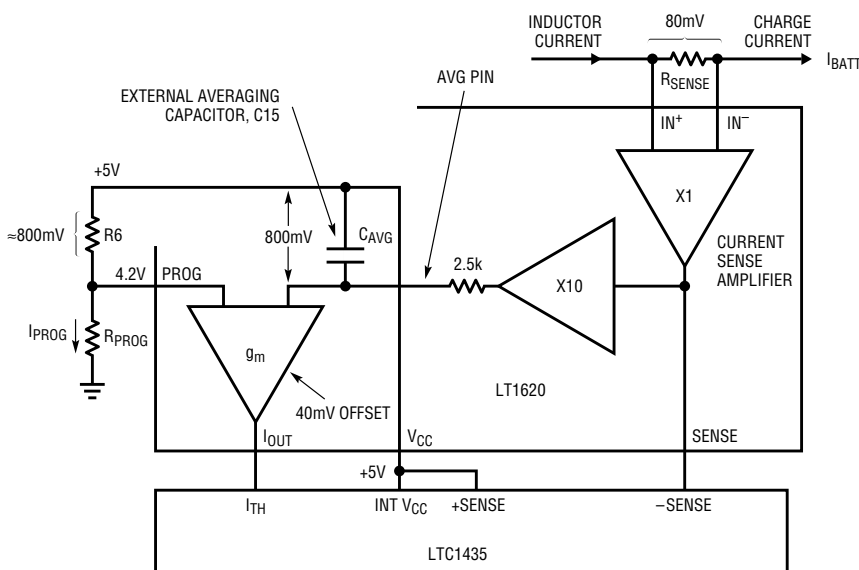 INDUCTOR
CURRENT
80mV
CHARGE
CURRENT
IBATT
RSENSE
AVG PIN
EXTERNAL AVERAGING
CAPACITOR, C15
IN+
IN−
+5V
X1
≈800mV
R6
800mV
CAVG
CURRENT
SENSE
AMPLIFIER
2.5k
X10
4.2V
PROG
IPROG
RPROG
gm
LT1620
40mV OFFSET
IOUT
VCC
SENSE
+5V
ITH
INT VCC
+SENSE
−SENSE
LTC1435